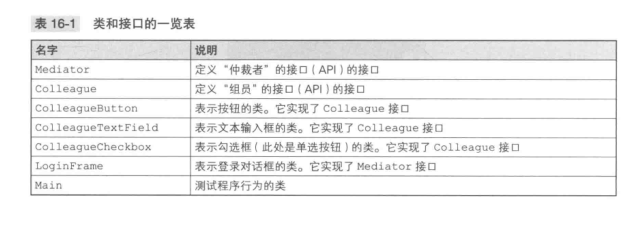 表 16-1 类和接口的一览表
名字 说明
Mediator 定义“仲裁者”的接口（API）的接口
Colleague 定义“组员”的接口（API）的接口
ColleagueButton 表示按钮的类。它实现了 Colleague 接口
ColleagueTextField 表示文本输入框的类。它实现了 Colleague 接口
ColleagueCheckbox 表示勾选框（此处是单选按钮）的类。它实现了 Colleague 接口
LoginFrame 表示登录对话框的类。它实现了 Mediator 接口
Main 测试程序行为的类